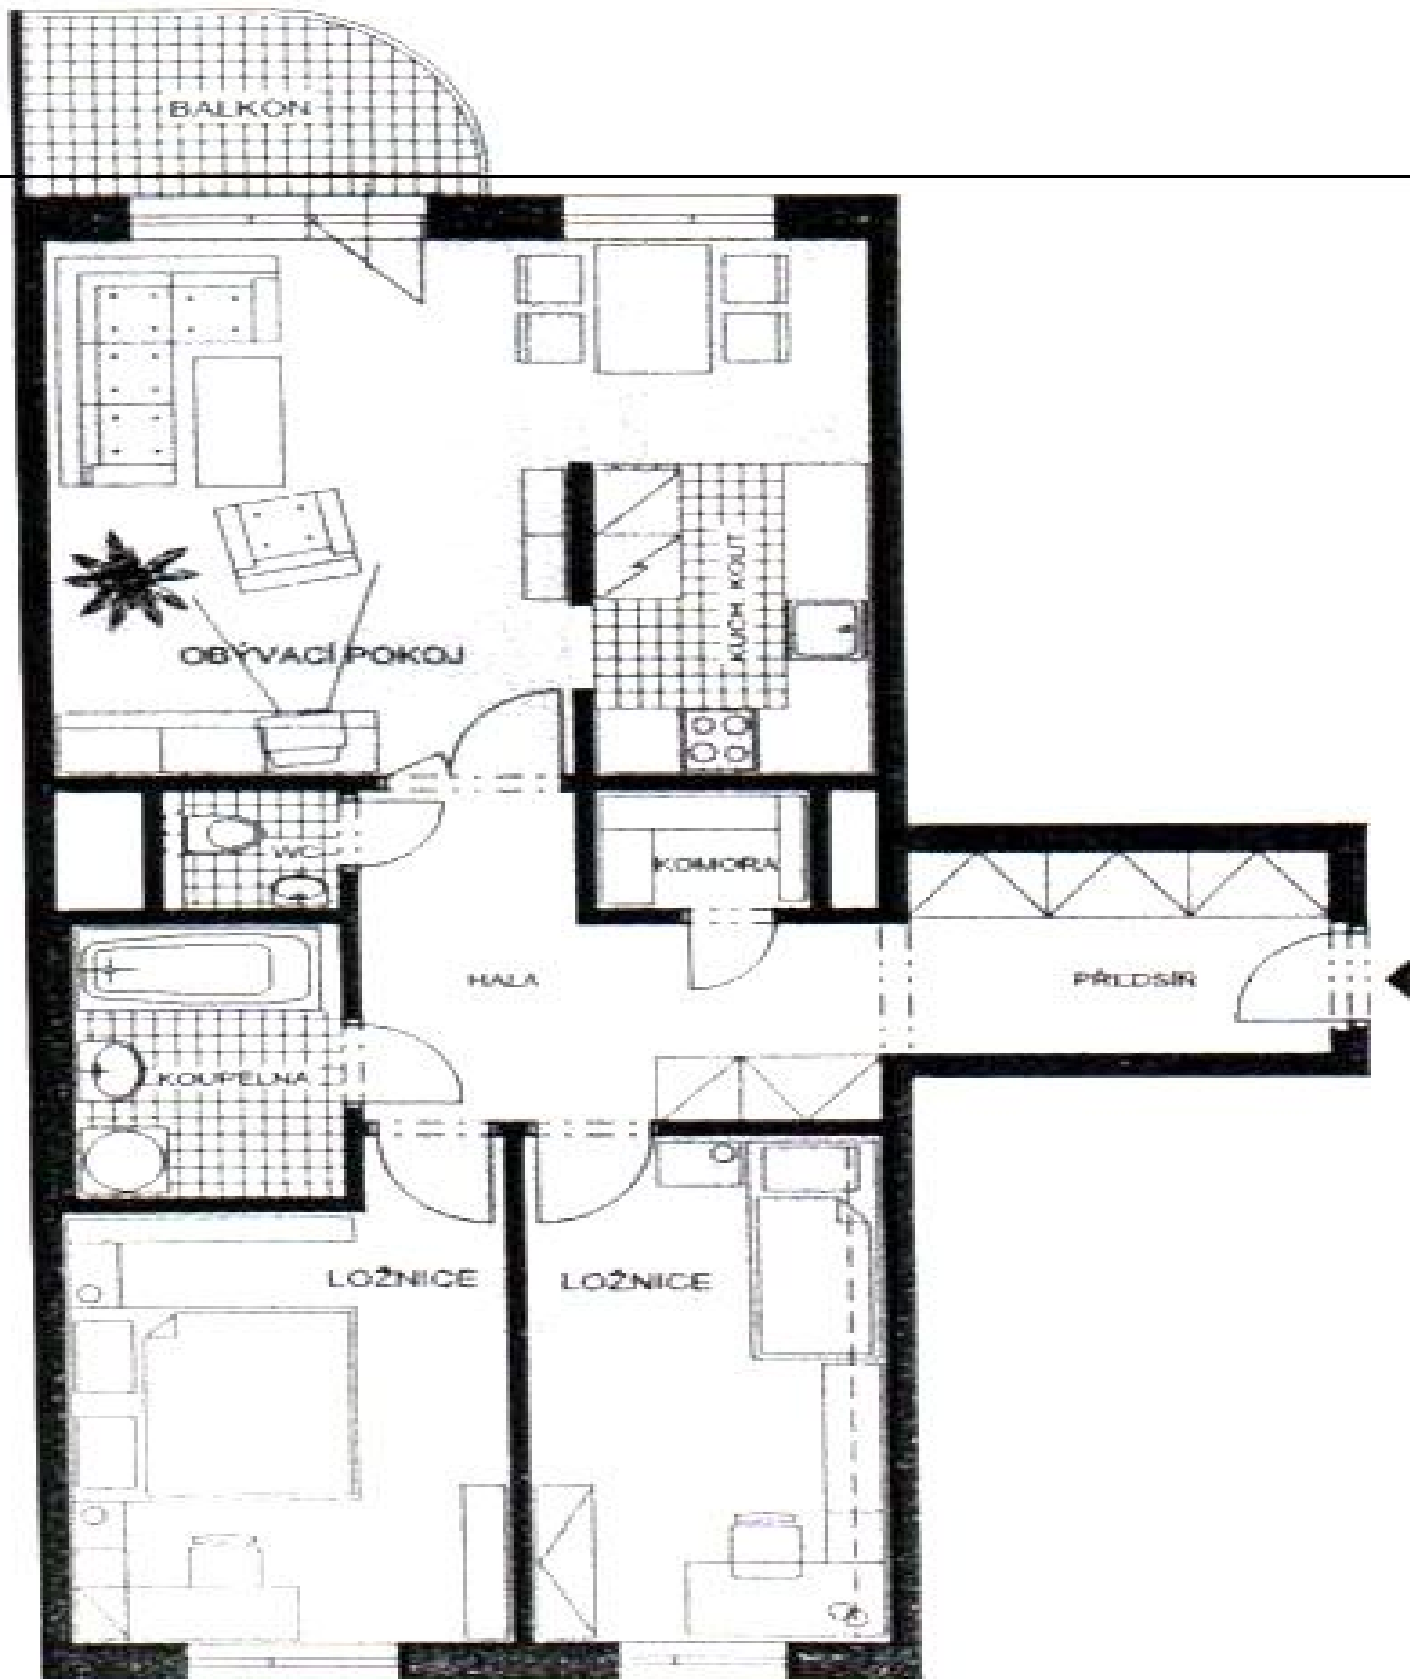 BALKON
KUCH. KOUT
OBÝVACÍ POKOJ
WC
KOMORA
HALA
PŘEDSÍŇ
KOUPELNA
LOŽNICE
LOŽNICE